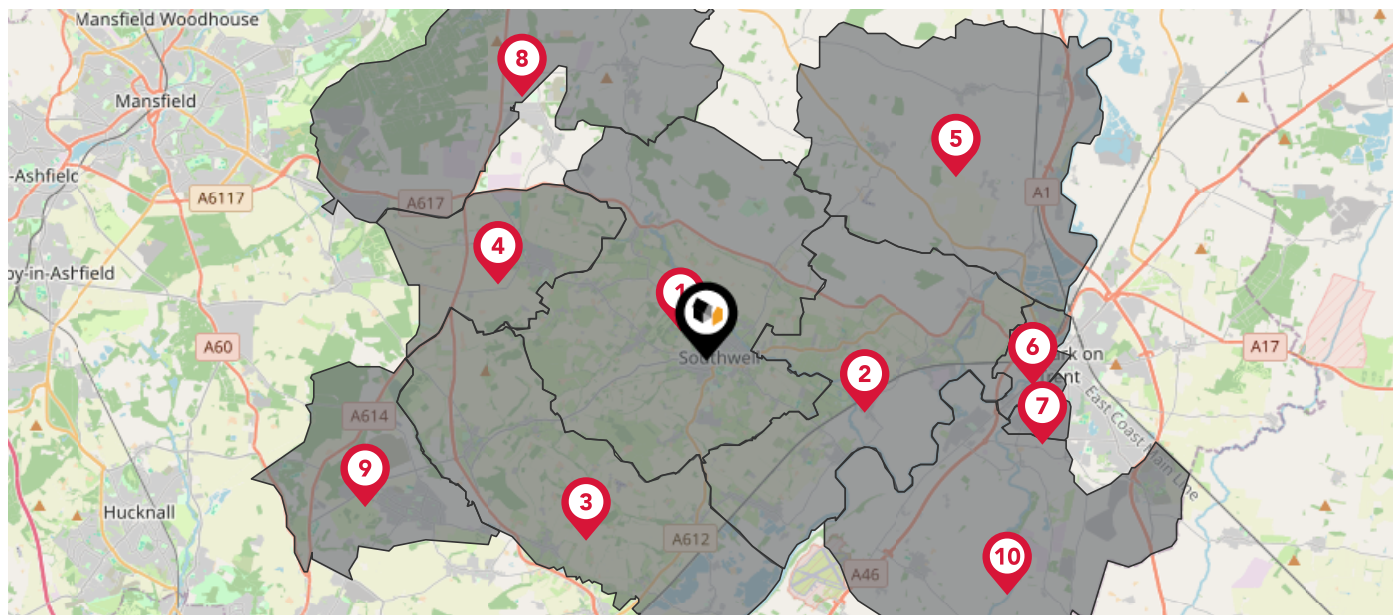 Mansfield Woodhouse
8
Mansfield
5
-Ashfield
A6117
A617
A1
4
by-in-Ashfield
1
A60
Southwell
6
A17
2
ark on
Trent
7
A614
East Coast Main Line
9
3
Hucknall
A612
10
A46